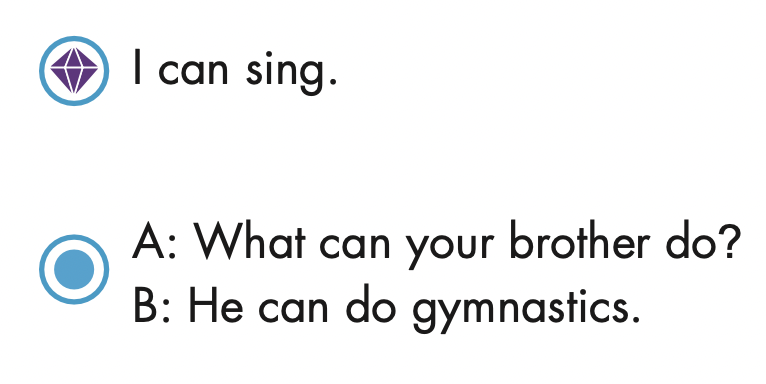 I can sing.
A: What can your brother do?
B: He can do gymnastics.